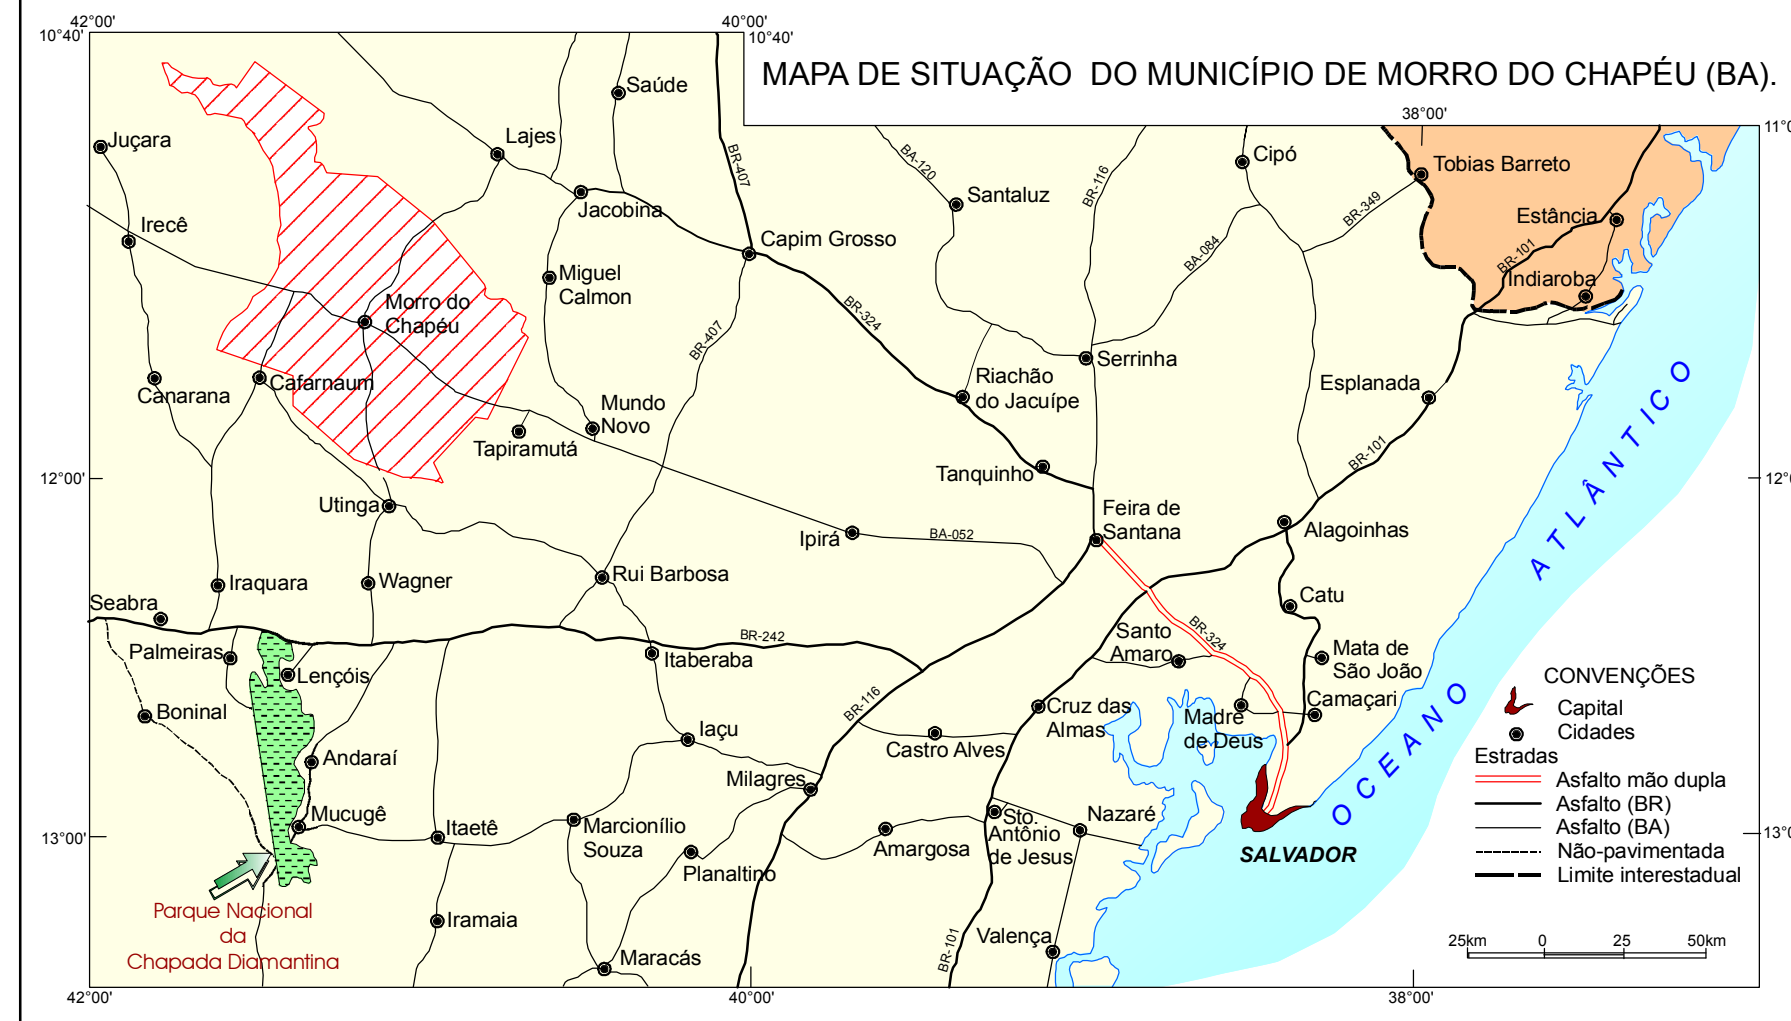 42°00'
40°00'
10°40'
10°40'
MAPA DE SITUAÇÃO DO MUNICÍPIO DE MORRO DO CHAPÉU (BA).
38°00'
11°0
Saúde
Juçara
Lajes
BR-407
BA-120
BR-116
Cipó
Tobias Barreto
Jacobina
Santaluz
BR-349
Estância
Irecê
Capim Grosso
BA-084
BR-101
Miguel
Calmon
Indiaroba
Morro do
Chapéu
BR-324
BR-407
Serrinha
Canarana
Cafarnaum
Riachão
do Jacuípe
Esplanada
Mundo
Novo
Tapiramutá
BR-101
Tanquinho
12°00'
12°0
Utinga
Feira de
Santana
Ipirá
BA-052
Alagoinhas
Iraquara
Wagner
Rui Barbosa
Seabra
Catu
BR-242
Santo
Amaro
BR-324
Palmeiras
Itaberaba
Mata de
São João
Lençóis
BR-116
Boninal
Cruz das
Almas
Madre
de Deus
Camaçari
Iaçu
Castro Alves
Andaraí
Milagres
OCEANO ATLÂNTICO
CONVENÇÕES
Capital
Cidades
Estradas
Asfalto mão dupla
Asfalto (BR)
Asfalto (BA)
Não-pavimentada
Limite interestadual
Mucugê
Itaetê
Marcionílio
Souza
Sto.
Antônio
de Jesus
Nazaré
13°00'
13°0
Amargosa
SALVADOR
Planaltino
Parque Nacional
da
Chapada Diamantina
Iramaia
Valença
BR-101
Maracás
25km
0
25
50km
42°00'
40°00'
38°00'